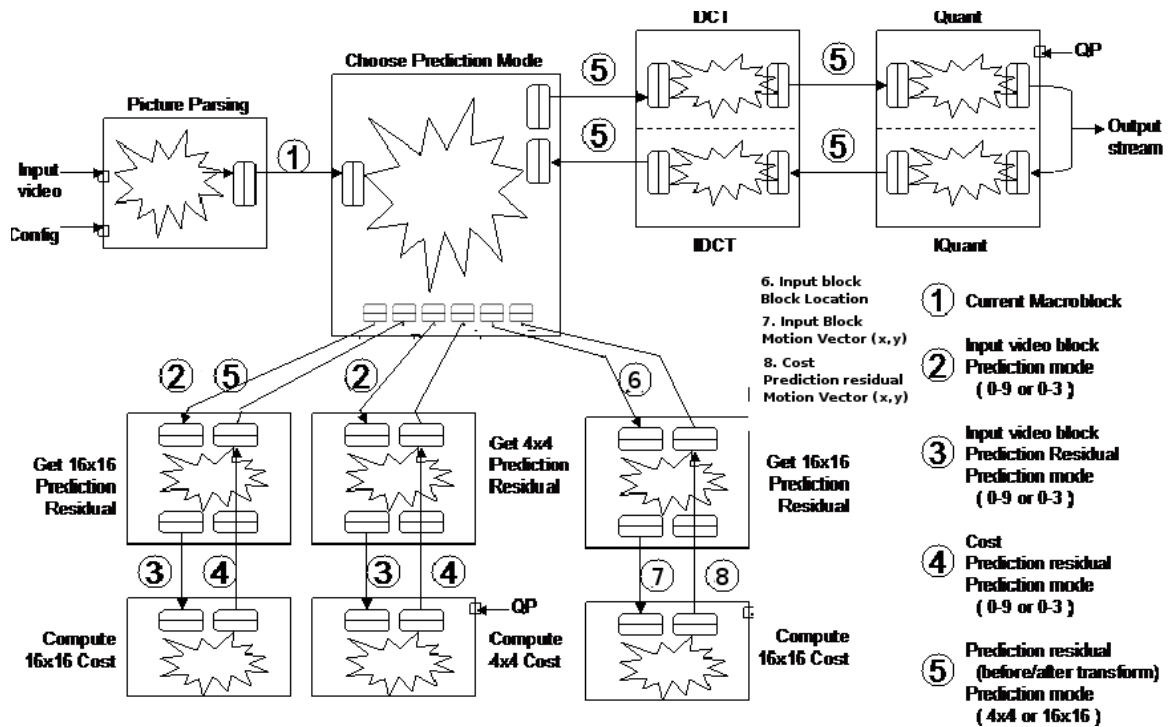 IDCT
Quant
Choose Prediction Mode
QP
5
5
Picture Parsing
1
5
5
Output
stream
Input
video
Config
IDCT
IQuant
6. Input block
Block Location
7. Input Block
Motion Vector (x,y)
8. Cost
Prediction residual
Motion Vector (x,y)
1 Current Macroblock
2 Input video block
Prediction mode
( 0-9 or 0-3 )
3 Input video block
Prediction Residual
Prediction mode
( 0-9 or 0-3 )
4 Cost
Prediction residual
Prediction mode
( 0-9 or 0-3 )
5 Prediction residual
(before/after transform)
Prediction mode
( 4x4 or 16x16 )
2
5
2
6
Get 16x16
Prediction
Residual
Get 4x4
Prediction
Residual
Get 16x16
Prediction
Residual
3
4
3
4
7
8
QP
Compute
16x16 Cost
Compute
4x4 Cost
Compute
16x16 Cost